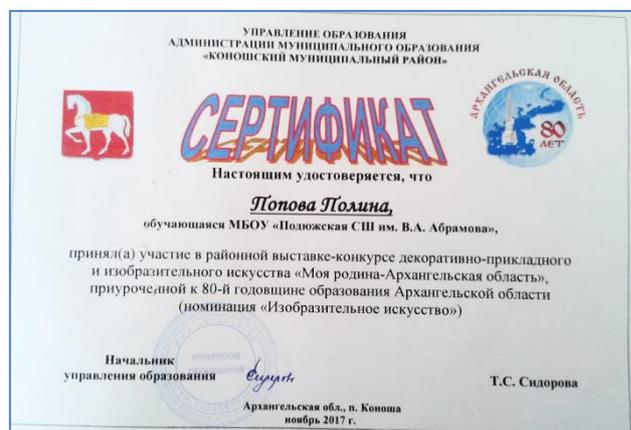 УПРАВЛЕНИЕ ОБРАЗОВАНИЯ
АДМИНИСТРАЦИИ МУНИЦИПАЛЬНОГО ОБРАЗОВАНИЯ
«КОНОШСКИЙ МУНИЦИПАЛЬНЫЙ РАЙОН»
АРХАНГЕЛЬСКАЯ ОБЛАСТЬ
80
ЛЕТ
СЕРТИФИКАТ
Настоящим удостоверяется, что
Попова Полина,
обучающаяся МБОУ «Подюжская СШ им. В.А. Абрамова»,
принял(а) участие в районной выставке-конкурсе декоративно-прикладного
и изобразительного искусства «Моя родина-Архангельская область»,
приуроченной к 80-й годовщине образования Архангельской области
(номинация «Изобразительное искусство»)
УПРАВЛЕНИЕ
ОБРАЗОВАНИЯ
Начальник
управления образования
Т.С. Сидорова
Архангельская обл., п. Коноша
ноябрь 2017 г.